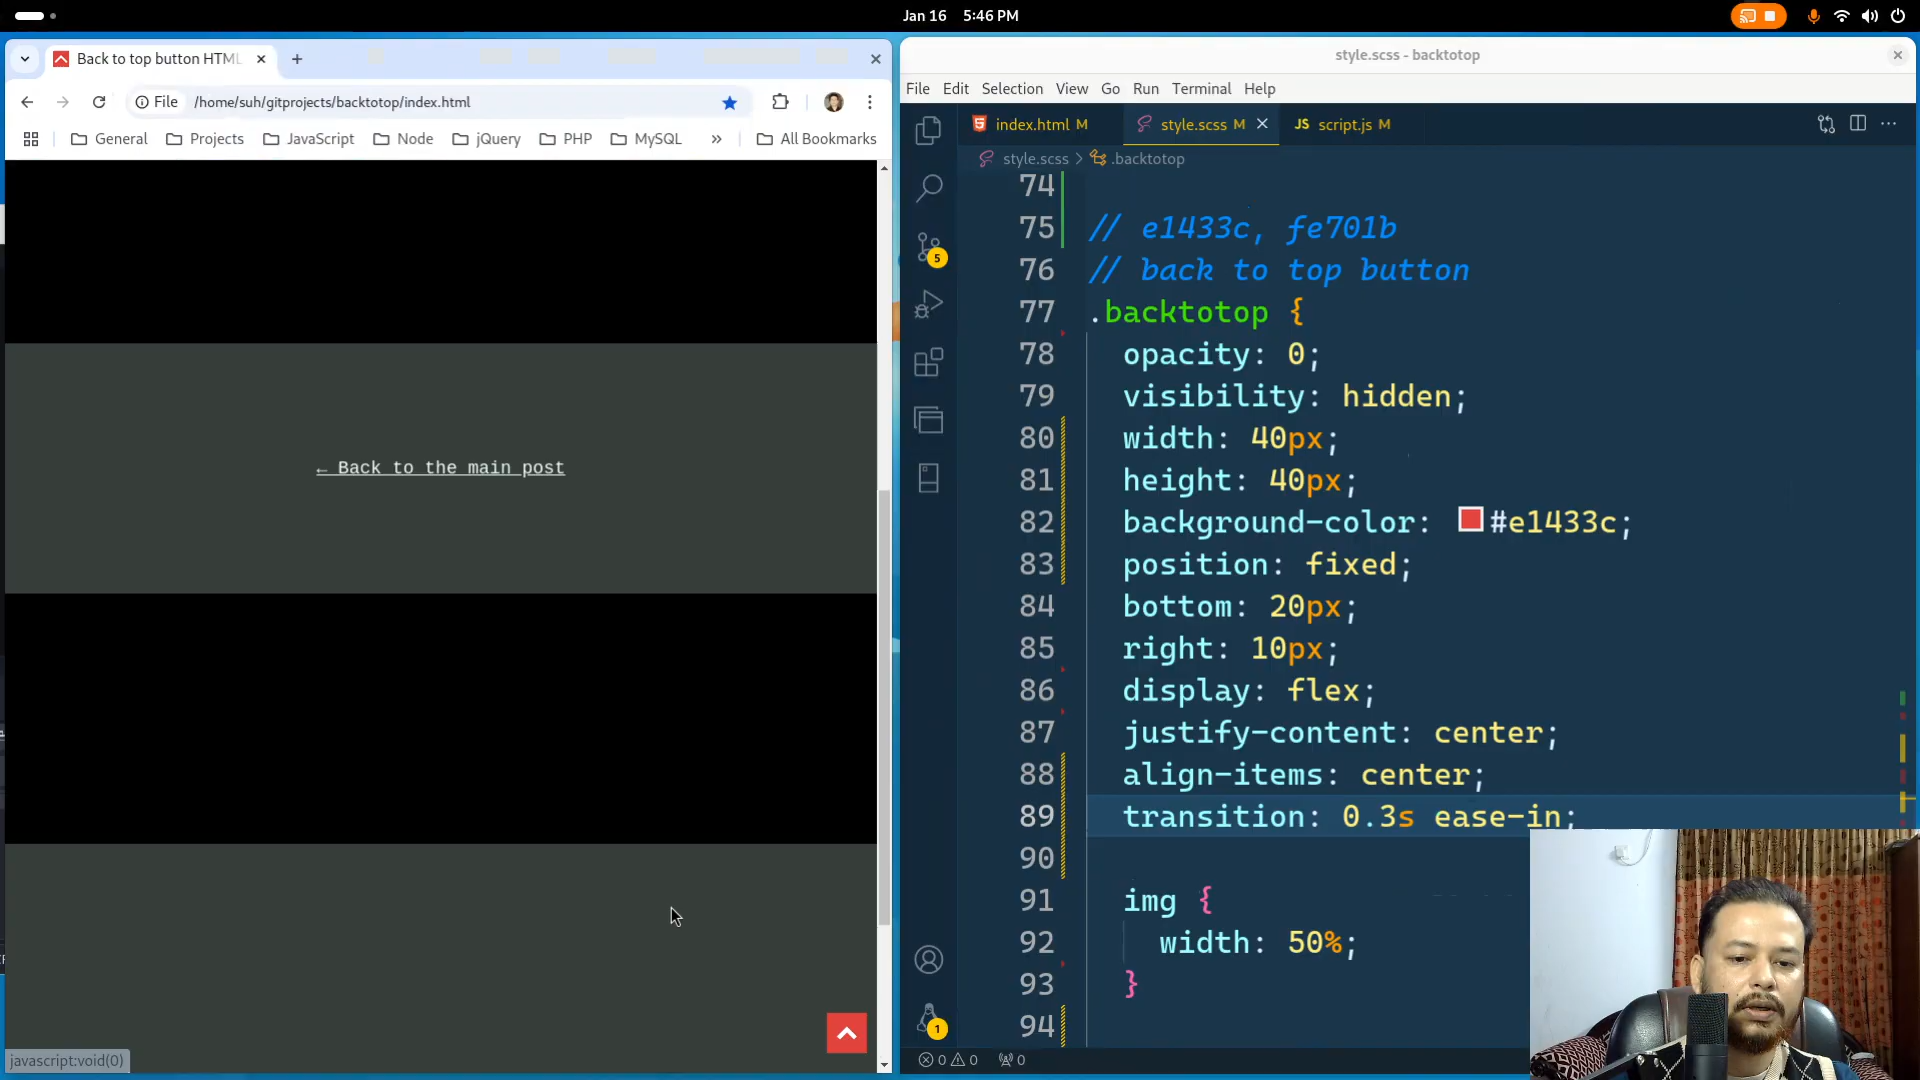 Jan 16 5:46 PM
Back to top button HTML
File /home/suh/gitprojects/backtotop/index.html
General Projects JavaScript Node jQuery PHP MySQL » All Bookmarks
← Back to the main post
javascript:void(0)
style.scss - backtotop
File Edit Selection View Go Run Terminal Help
index.html M style.scss M JS script.js M
style.scss > .backtotop
5
1
74
75 // e1433c, fe701b
76 // back to top button
77 .backtotop {
78 opacity: 0;
79 visibility: hidden;
80 width: 40px;
81 height: 40px;
82 background-color: #e1433c;
83 position: fixed;
84 bottom: 20px;
85 right: 10px;
86 display: flex;
87 justify-content: center;
88 align-items: center;
89 transition: 0.3s ease-in;
90
91 img {
92 width: 50%;
93 }
94
0 0 0